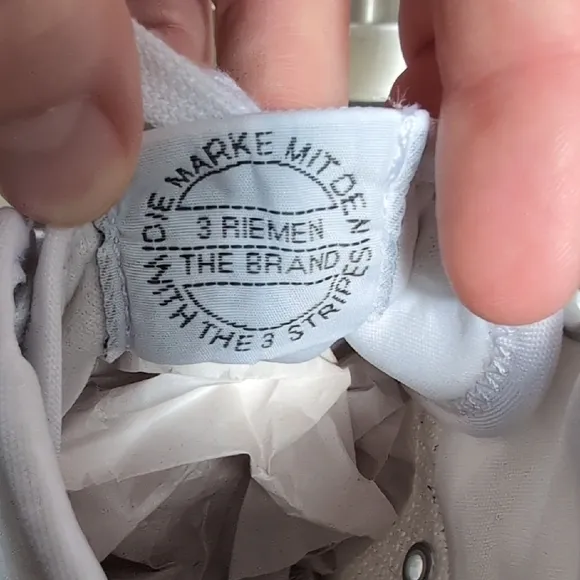 DIE MARKE MIT DEN
3 RIEMEN
THE BRAND
WITH THE 3 STRIPES